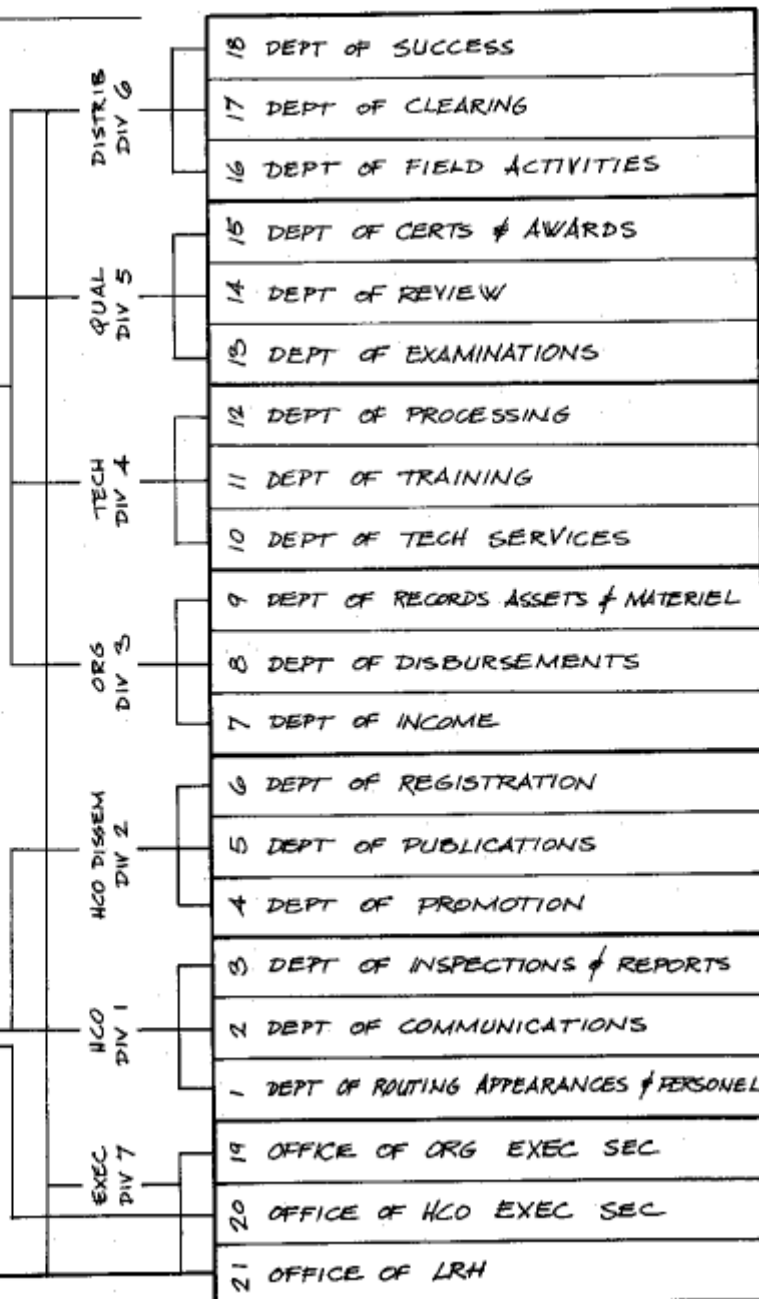 DISTRIB
DIV 6
18 DEPT OF SUCCESS
17 DEPT OF CLEARING
16 DEPT OF FIELD ACTIVITIES
QUAL
DIV 5
15 DEPT OF CERTS & AWARDS
14 DEPT OF REVIEW
13 DEPT OF EXAMINATIONS
TECH
DIV 4
12 DEPT OF PROCESSING
11 DEPT OF TRAINING
10 DEPT OF TECH SERVICES
ORG
DIV 3
9 DEPT OF RECORDS ASSETS & MATERIEL
8 DEPT OF DISBURSEMENTS
7 DEPT OF INCOME
HCO DISSEM
DIV 2
6 DEPT OF REGISTRATION
5 DEPT OF PUBLICATIONS
4 DEPT OF PROMOTION
HCO
DIV 1
3 DEPT OF INSPECTIONS & REPORTS
2 DEPT OF COMMUNICATIONS
1 DEPT OF ROUTING APPEARANCES & PERSONEL
EXEC
DIV 7
19 OFFICE OF ORG EXEC SEC
20 OFFICE OF HCO EXEC SEC
21 OFFICE OF LRH